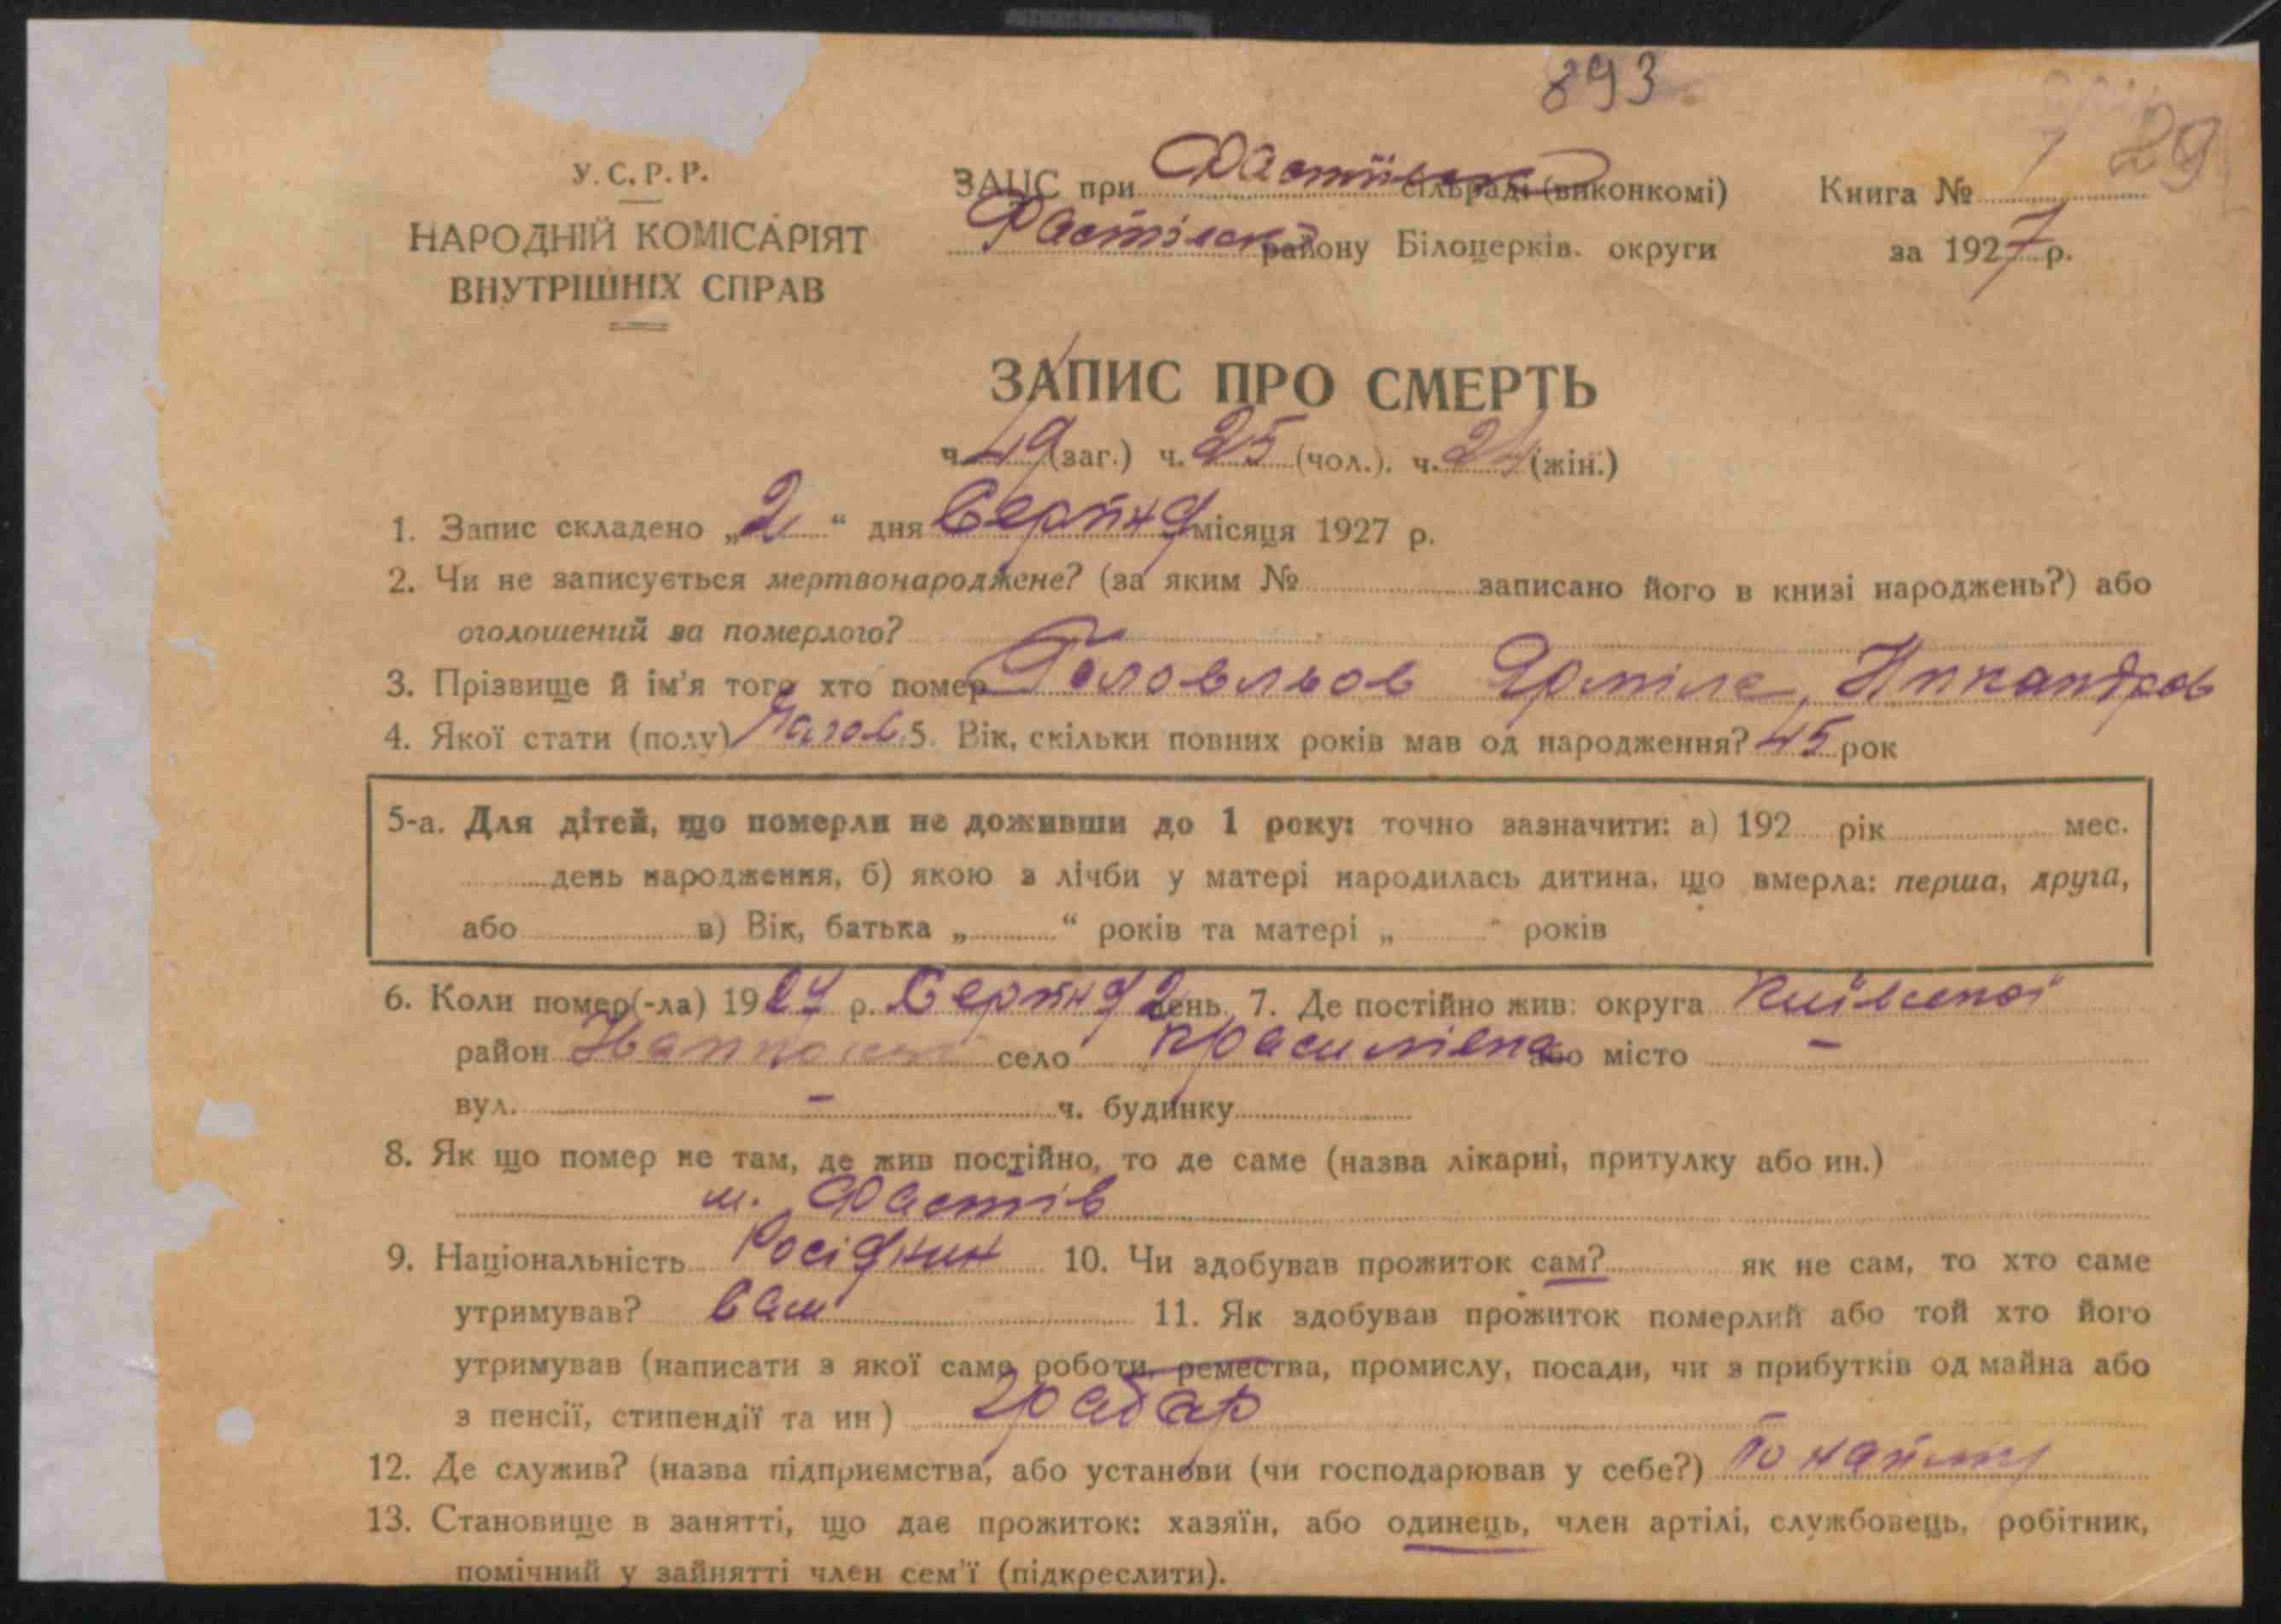 893
29
У. С. Р. Р.
ЗАЦС при Фастівськ сільраді (виконкомі) Книга № 1
НАРОДНІЙ КОМІСАРІЯТ
Фастівськ району Білоцерків. округи за 1927 р.
ВНУТРІШНІХ СПРАВ
ЗАПИС ПРО СМЕРТЬ
ч. 49 (заг.) ч. 25 (чол.). ч. 24 (жін.)
1. Запис складено „2“ дня Серпня місяця 1927 р.
2. Чи не записується мертвонароджене? (за яким № записано його в книзі народжень?) або
оголошений за померлого?
3. Прізвище й ім'я того хто помер Головльов
4. Якої стати (полу) 5. Вік, скільки повних років мав од народження? 45 рок
5-а. Для дітей, що померли не доживши до 1 року: точно зазначити: а) 192 рік мес.
день народження, б) якою з лічби у матері народилась дитина, що вмерла: перша, друга,
або в) Вік, батька „ “ років та матері „ “ років
6. Коли помер(-ла) 1927 р. Серпня 2 день. 7. Де постійно жив: округа Київської
район село або місто –
вул. – ч. будинку
8. Як що помер не там, де жив постійно, то де саме (назва лікарні, притулку або ин.)
м. Фастів
9. Національність Росіянин 10. Чи здобував прожиток сам? як не сам, то хто саме
утримував? сам 11. Як здобував прожиток померлий або той хто його
утримував (написати з якої саме роботи, ремества, промислу, посади, чи з прибутків од майна або
з пенсії, стипендії та ин) грабар
12. Де служив? (назва підприємства, або установи (чи господарював у себе?) по найму
13. Становище в занятті, що дає прожиток: хазяїн, або одинець, член артілі, службовець, робітник,
помічний у зайнятті член сем'ї (підкреслити).